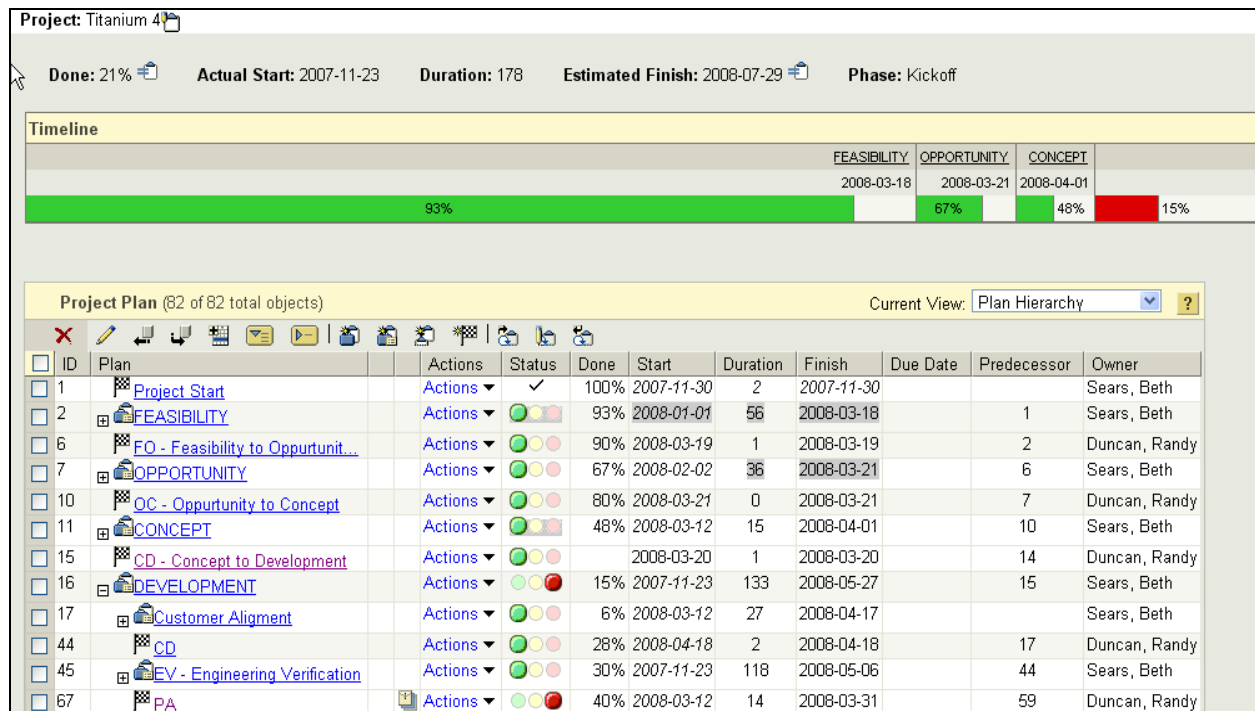 Project: Titanium 4
Done: 21% Actual Start: 2007-11-23 Duration: 178 Estimated Finish: 2008-07-29 Phase: Kickoff
Timeline
FEASIBILITY OPPORTUNITY CONCEPT
2008-03-18 2008-03-21 2008-04-01
93% 67% 48% 15%
Project Plan (82 of 82 total objects) Current View: Plan Hierarchy ?
ID Plan Actions Status Done Start Duration Finish Due Date Predecessor Owner
1 Project Start Actions 100% 2007-11-30 2 2007-11-30 Sears, Beth
2 FEASIBILITY Actions 93% 2008-01-01 56 2008-03-18 1 Sears, Beth
6 FO - Feasibility to Oppurtunit... Actions 90% 2008-03-19 1 2008-03-19 2 Duncan, Randy
7 OPPORTUNITY Actions 67% 2008-02-02 36 2008-03-21 6 Sears, Beth
10 OC - Oppurtunity to Concept Actions 80% 2008-03-21 0 2008-03-21 7 Duncan, Randy
11 CONCEPT Actions 48% 2008-03-12 15 2008-04-01 10 Sears, Beth
15 CD - Concept to Development Actions 2008-03-20 1 2008-03-20 14 Duncan, Randy
16 DEVELOPMENT Actions 15% 2007-11-23 133 2008-05-27 15 Sears, Beth
17 Customer Aligment Actions 6% 2008-03-12 27 2008-04-17 Sears, Beth
44 CD Actions 28% 2008-04-18 2 2008-04-18 17 Duncan, Randy
45 EV - Engineering Verification Actions 30% 2007-11-23 118 2008-05-06 44 Sears, Beth
67 PA Actions 40% 2008-03-12 14 2008-03-31 59 Duncan, Randy